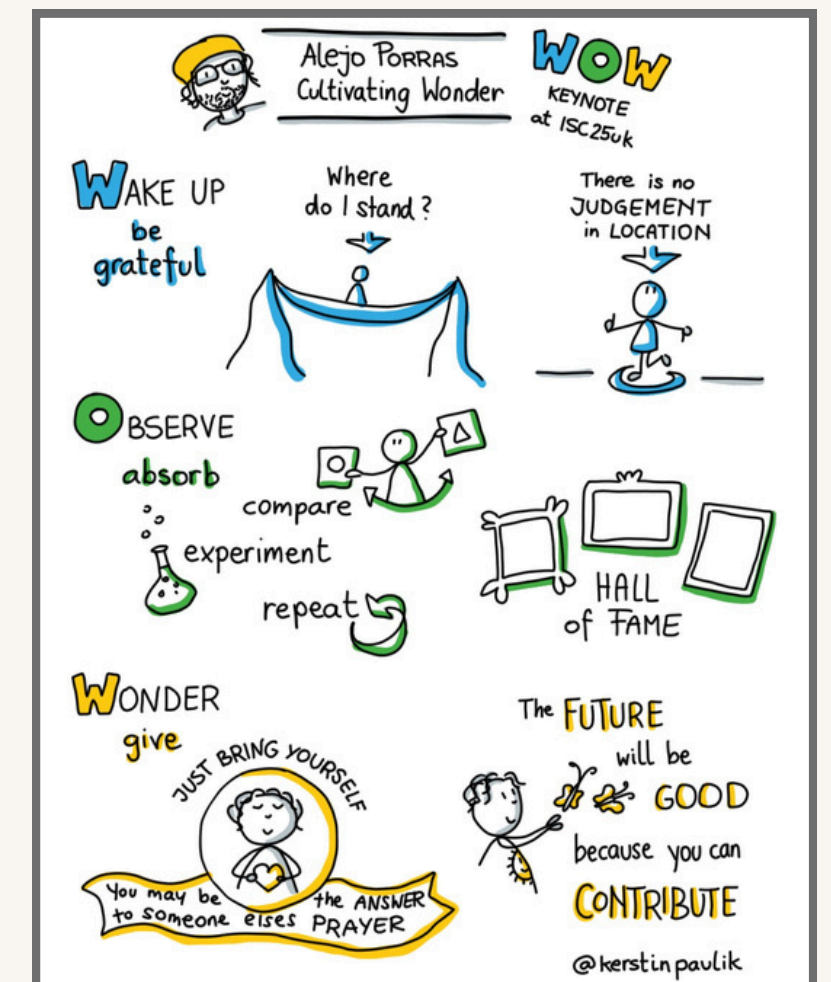 Alejo PORRAS
Cultivating Wonder
WOW
KEYNOTE
at ISC25uk
WAKE UP
be
grateful
Where
do I stand?
There is no
JUDGEMENT
in LOCATION
OBSERVE
absorb
compare
experiment
repeat
HALL
of FAME
WONDER
give
JUST BRING YOURSELF
You may be the ANSWER
to someone elses PRAYER
The FUTURE
will be
GOOD
because you can
CONTRIBUTE
@kerstinpaulik